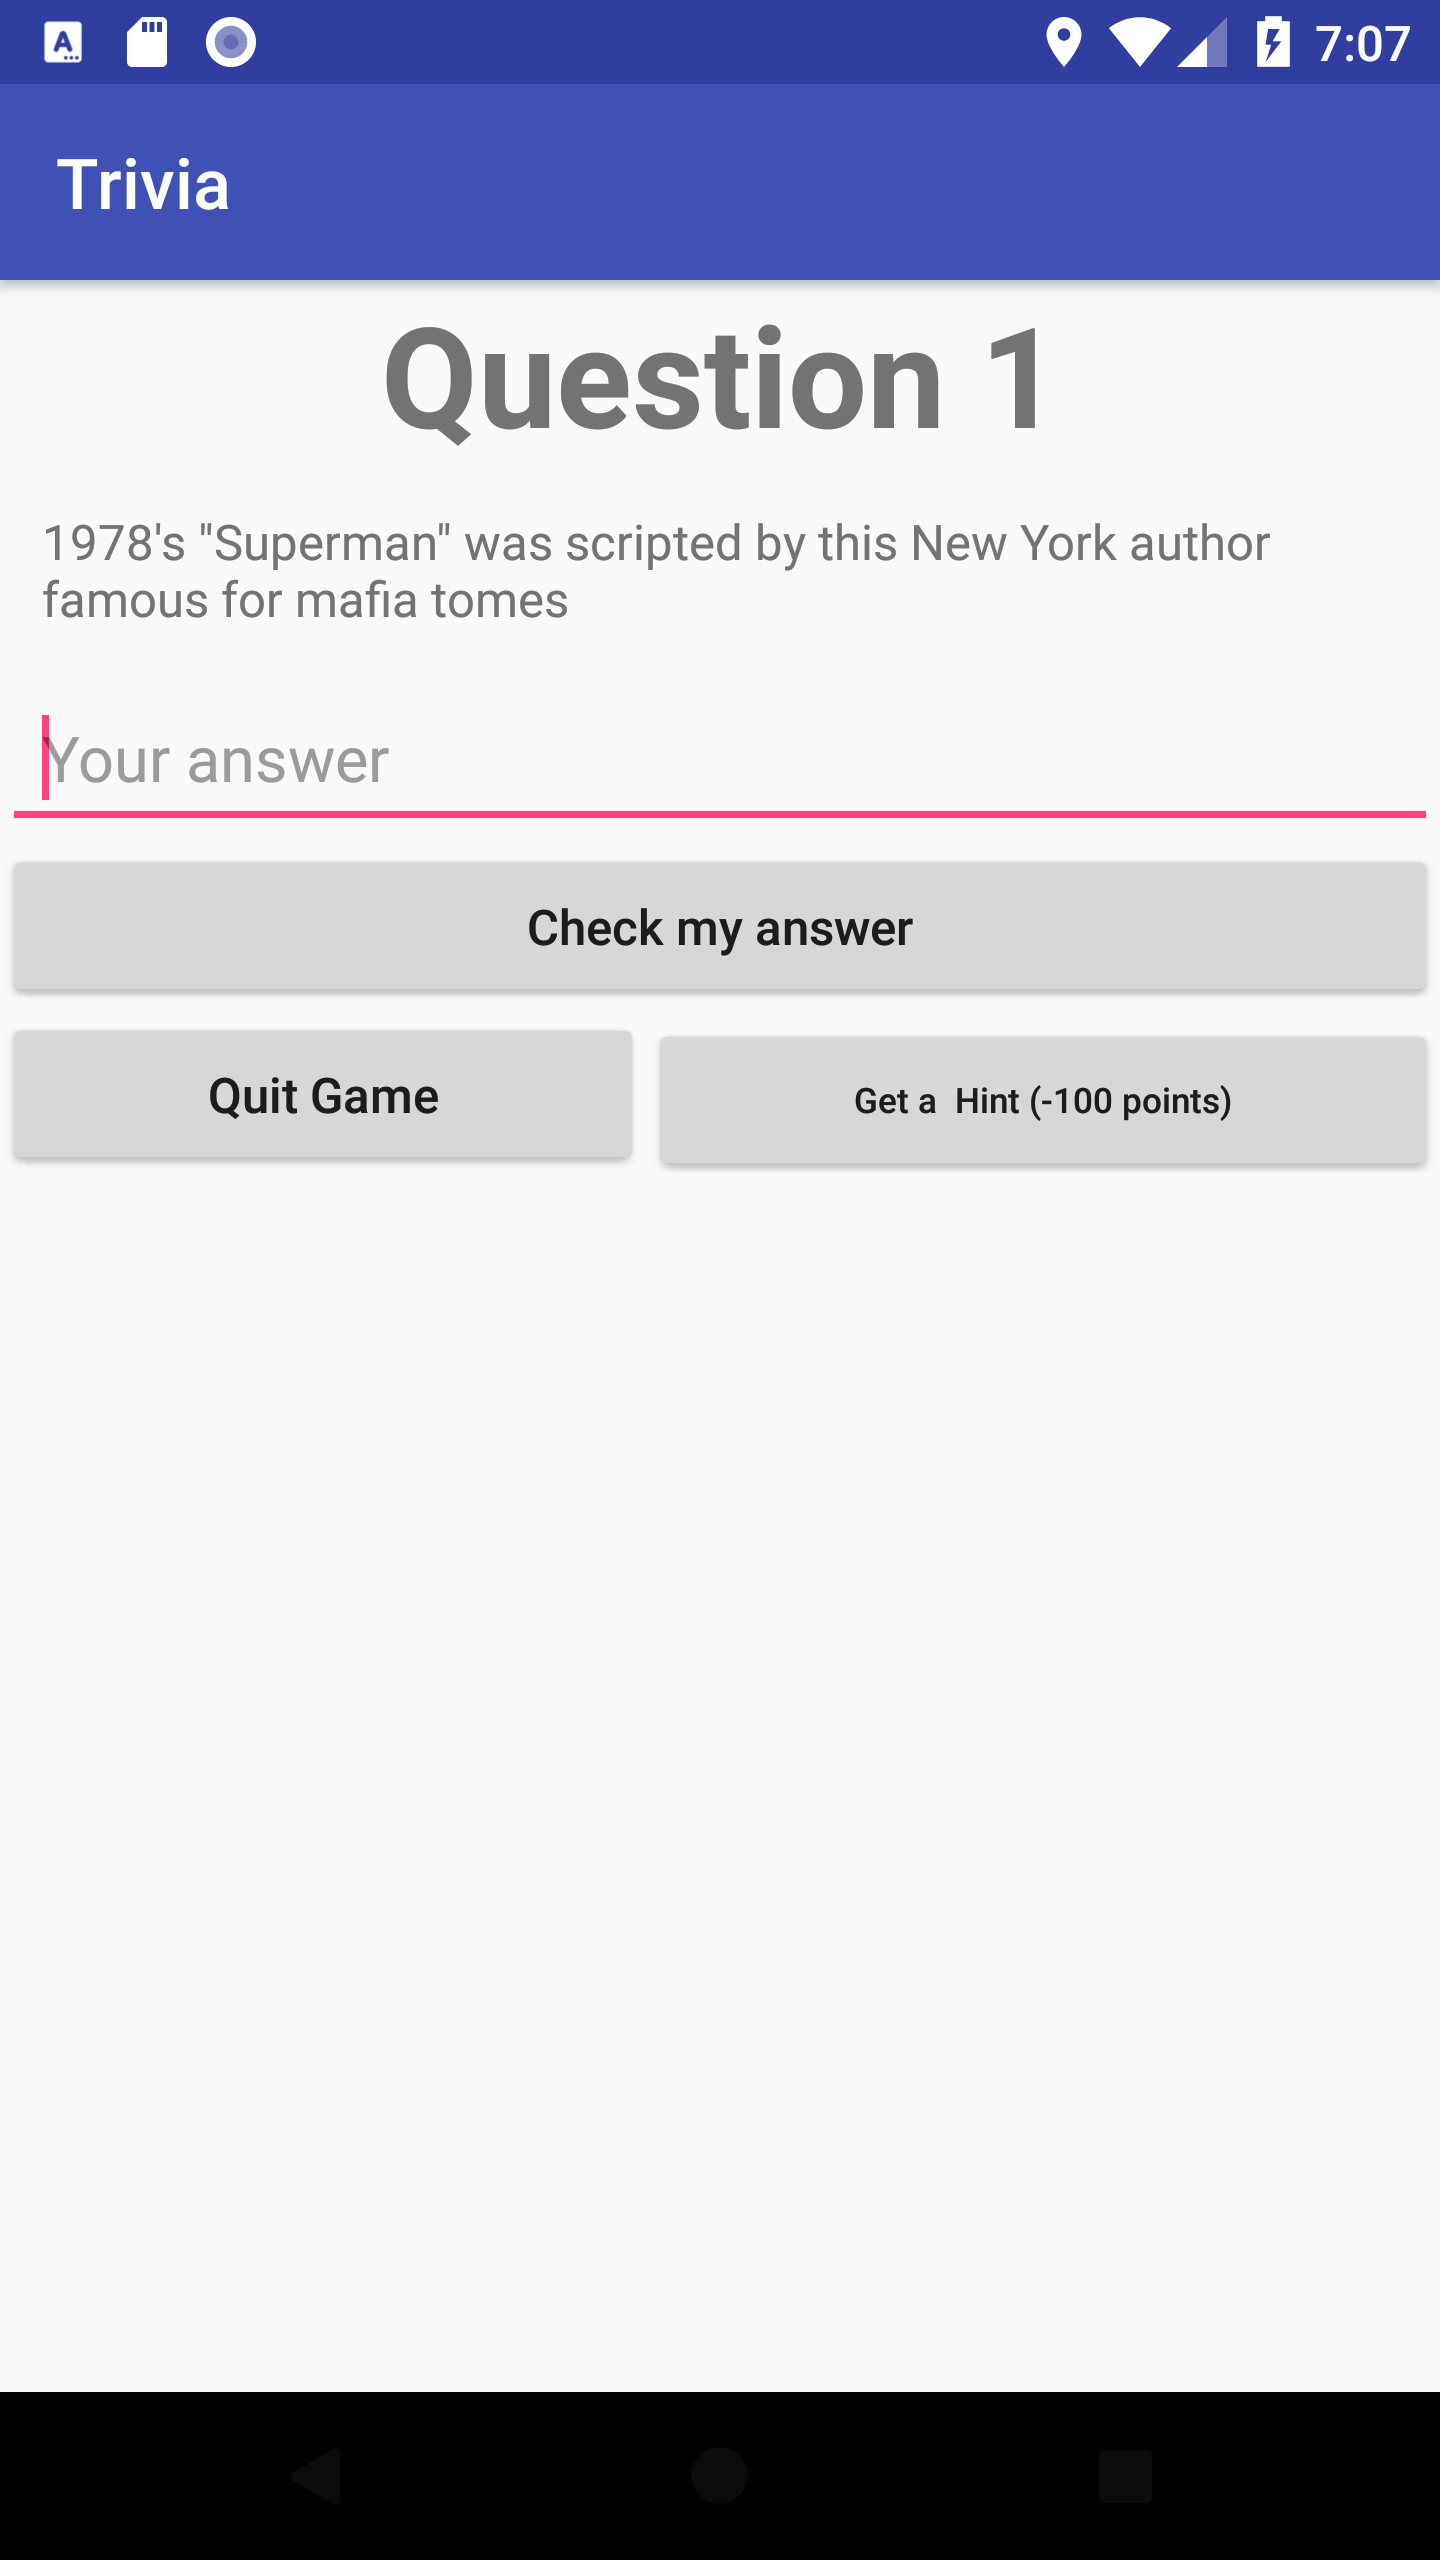 7:07
Trivia
Question 1
1978's "Superman" was scripted by this New York author
famous for mafia tomes
Your answer
Check my answer
Quit Game
Get a  Hint (-100 points)